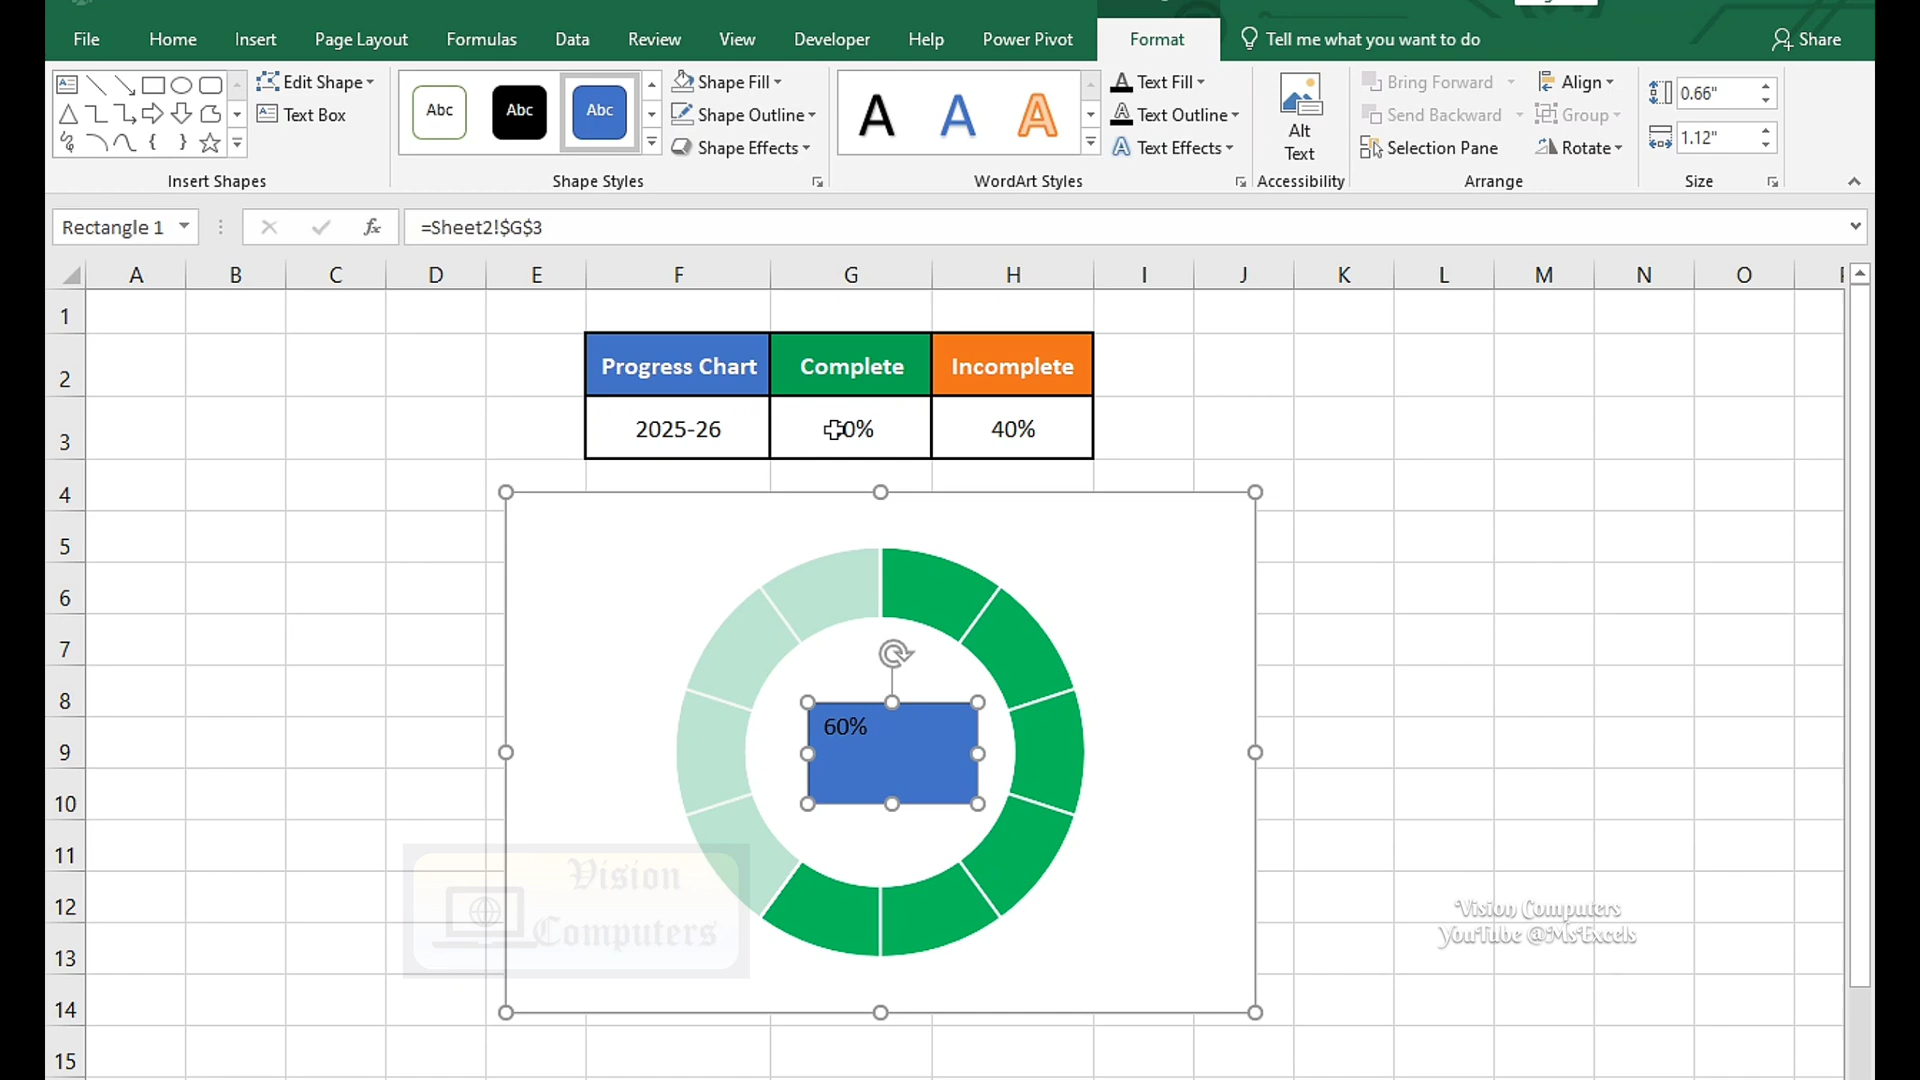 File Home Insert Page Layout Formulas Data Review View Developer Help Power Pivot Format Tell me what you want to do Share
Edit Shape
Text Box
Insert Shapes
Abc Abc Abc
Shape Fill
Shape Outline
Shape Effects
Shape Styles
A A A
Text Fill
Text Outline
Text Effects
WordArt Styles
Alt
Text
Accessibility
Bring Forward
Send Backward
Selection Pane
Align
Group
Rotate
Arrange
0.66"
1.12"
Size
Rectangle 1
fx
=Sheet2!$G$3
A B C D E F G H I J K L M N O
1
2
3
4
5
6
7
8
9
10
11
12
13
14
15
Progress Chart Complete Incomplete
2025-26 0% 40%
60%
Vision
Computers
Vision Computers
YouTube @MsExcels